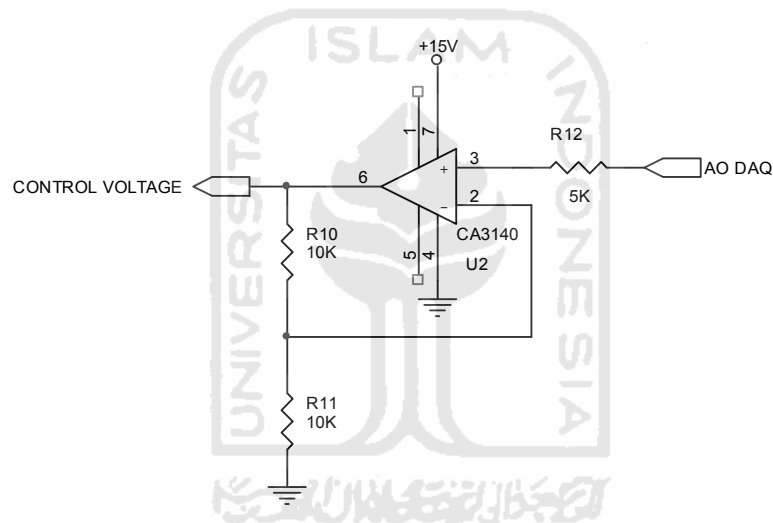 ISLAM
UNIVERSITAS
INDONESIA
+15V
1
7
R12
3
+
AO DAQ
6
CONTROL VOLTAGE
5K
2
−
CA3140
U2
R10
10K
5
4
R11
10K